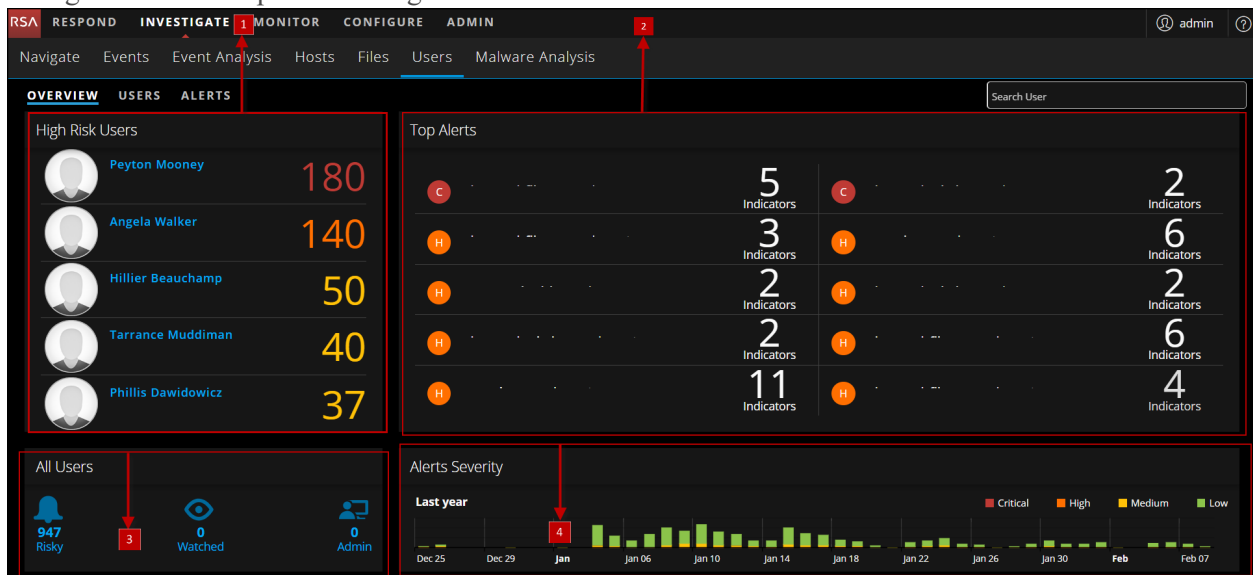 RSA RESPOND INVESTIGATE 1 MONITOR CONFIGURE ADMIN 2 admin ?
Navigate Events Event Analysis Hosts Files Users Malware Analysis
OVERVIEW USERS ALERTS Search User
High Risk Users
Peyton Mooney 180
Angela Walker 140
Hillier Beauchamp 50
Tarrance Muddiman 40
Phillis Dawidowicz 37
Top Alerts
C 5 Indicators C 2 Indicators
H 3 Indicators H 6 Indicators
H 2 Indicators H 2 Indicators
H 2 Indicators H 6 Indicators
H 11 Indicators H 4 Indicators
All Users
947 3 0 0
Risky Watched Admin
Alerts Severity
Last year Critical High Medium Low
4
Dec 25 Dec 29 Jan Jan 06 Jan 10 Jan 14 Jan 18 Jan 22 Jan 26 Jan 30 Feb Feb 07